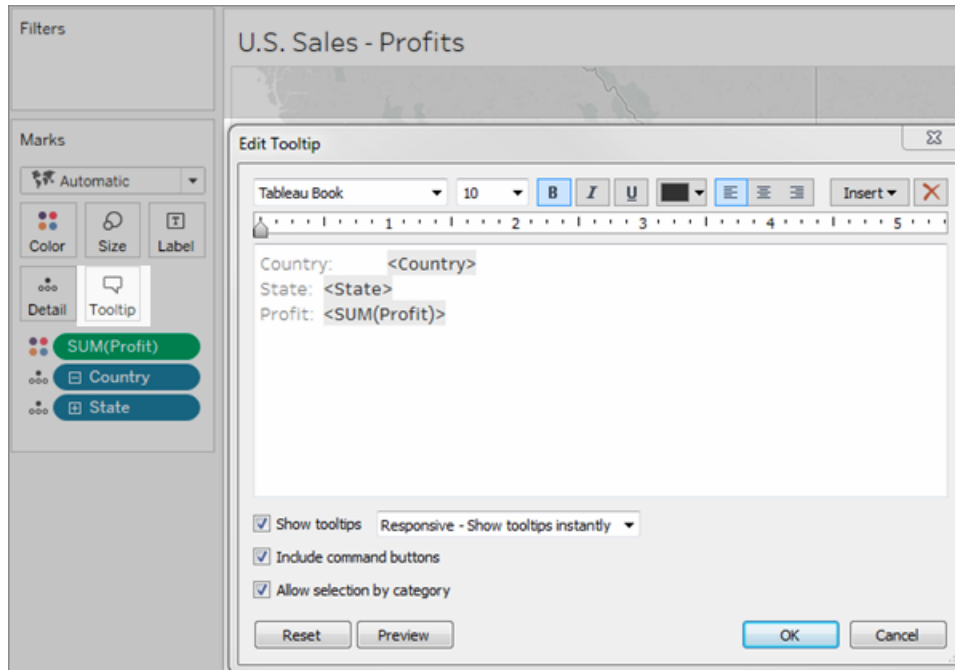 Filters
U.S. Sales - Profits
Marks
Automatic
Color
Size
Label
Detail
Tooltip
SUM(Profit)
Country
State
Edit Tooltip
Tableau Book 10 B I U Insert
1 2 3 4 5
Country: <Country>
State: <State>
Profit: <SUM(Profit)>
Show tooltips Responsive - Show tooltips instantly
Include command buttons
Allow selection by category
Reset Preview OK Cancel